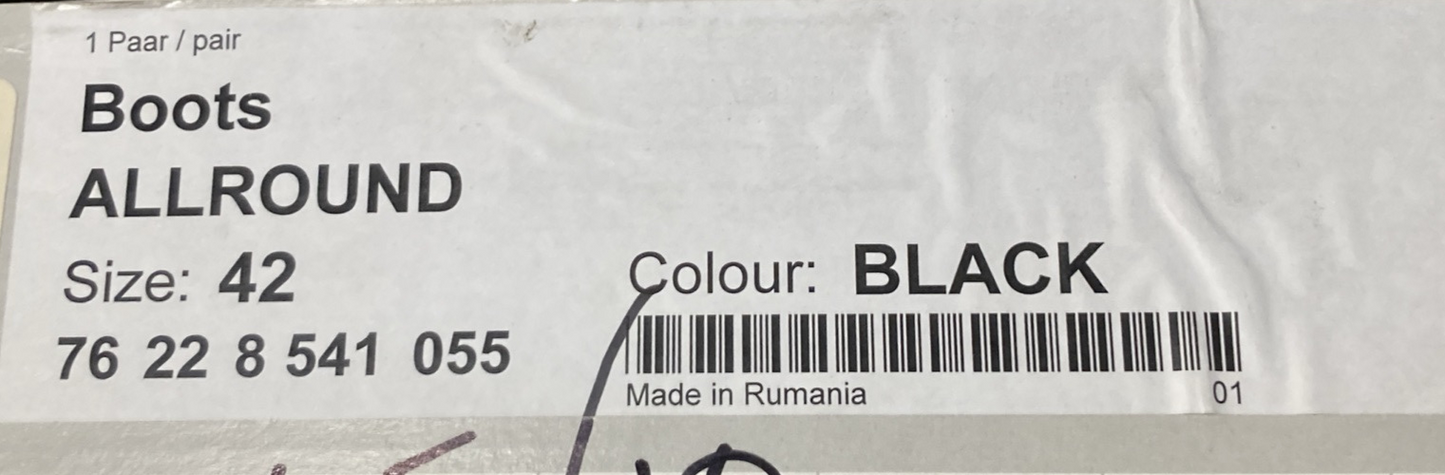 1 Paar / pair
Boots
ALLROUND
Size: 42
76 22 8 541 055
Colour: BLACK
Made in Rumania
01